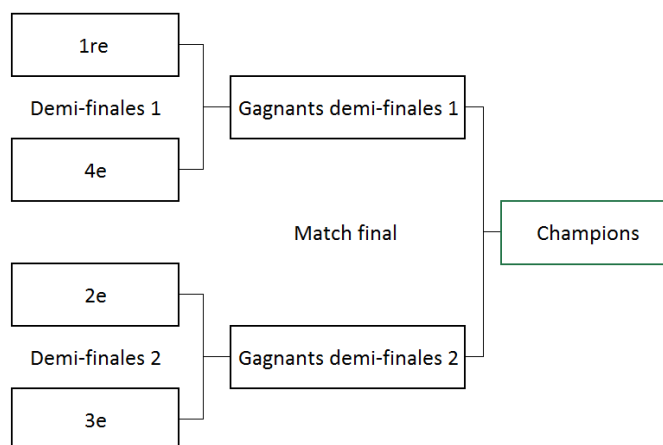 1re
Demi-finales 1
4e
Gagnants demi-finales 1
Match final
Champions
2e
Demi-finales 2
3e
Gagnants demi-finales 2